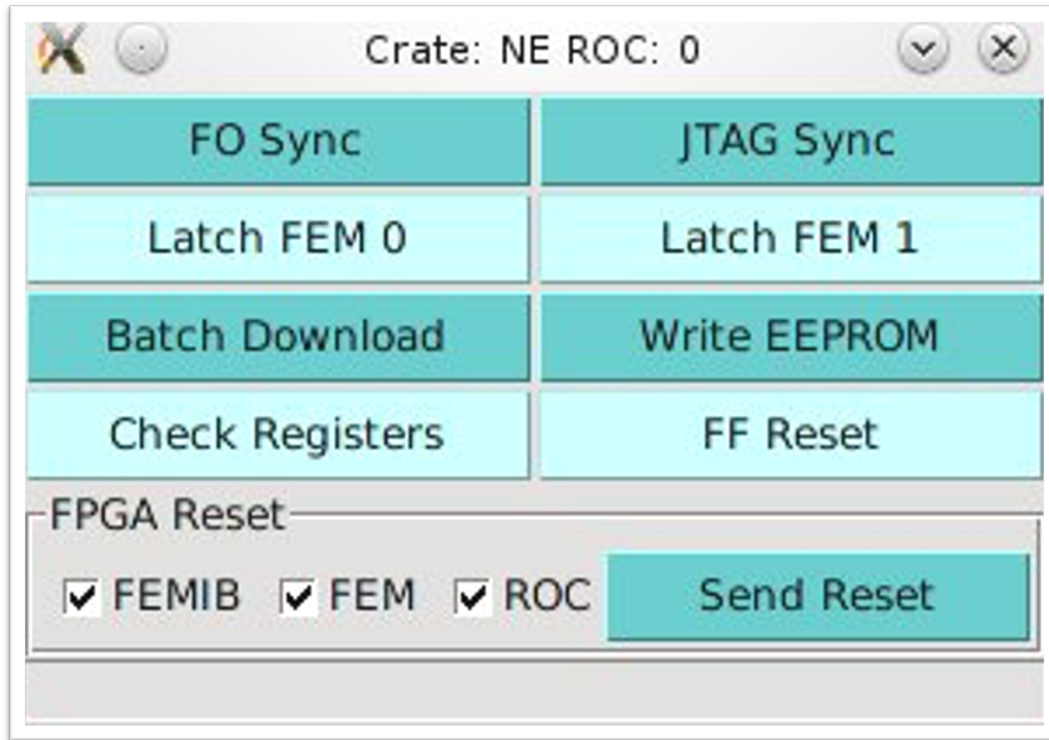 Crate: NE ROC: 0
FO Sync JTAG Sync
Latch FEM 0 Latch FEM 1
Batch Download Write EEPROM
Check Registers FF Reset
FPGA Reset
FEMIB FEM ROC Send Reset